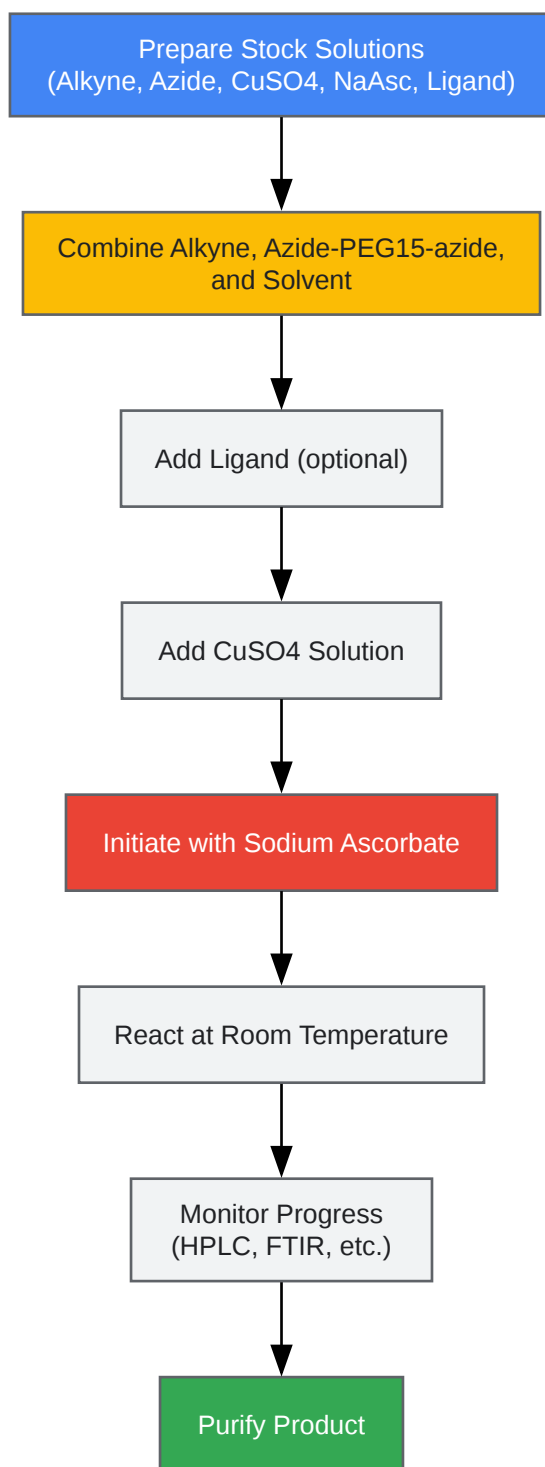 Prepare Stock Solutions
(Alkyne, Azide, CuSO4, NaAsc, Ligand)
Combine Alkyne, Azide-PEG15-azide,
and Solvent
Add Ligand (optional)
Add CuSO4 Solution
Initiate with Sodium Ascorbate
React at Room Temperature
Monitor Progress
(HPLC, FTIR, etc.)
Purify Product